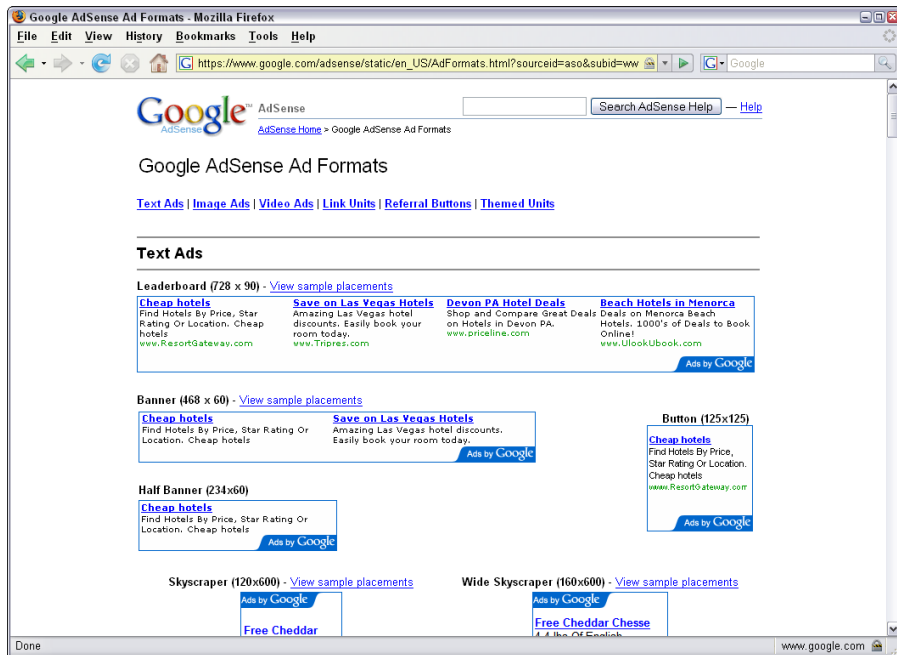 Google AdSense Ad Formats - Mozilla Firefox
File Edit View History Bookmarks Tools Help
G https://www.google.com/adsense/static/en_US/AdFormats.html?sourceid=aso&subid=ww G Google
Google™ AdSense Search AdSense Help — Help
AdSense
AdSense Home > Google AdSense Ad Formats
Google AdSense Ad Formats
Text Ads | Image Ads | Video Ads | Link Units | Referral Buttons | Themed Units
Text Ads
Leaderboard (728 x 90) - View sample placements
Cheap hotels
Find Hotels By Price, Star
Rating Or Location. Cheap
hotels
www.ResortGateway.com
Save on Las Vegas Hotels
Amazing Las Vegas hotel
discounts. Easily book your
room today.
www.Tripres.com
Devon PA Hotel Deals
Shop and Compare Great Deals
on Hotels in Devon PA.
www.priceline.com
Beach Hotels in Menorca
Deals on Menorca Beach
Hotels. 1000's of Deals to Book
Online!
www.UlookUbook.com
Ads by Google
Banner (468 x 60) - View sample placements
Cheap hotels
Find Hotels By Price, Star Rating Or
Location. Cheap hotels
Save on Las Vegas Hotels
Amazing Las Vegas hotel discounts.
Easily book your room today.
Ads by Google
Button (125x125)
Cheap hotels
Find Hotels By Price,
Star Rating Or Location.
Cheap hotels
www.ResortGateway.com
Ads by Google
Half Banner (234x60)
Cheap hotels
Find Hotels By Price, Star Rating Or
Location. Cheap hotels
Ads by Google
Skyscraper (120x600) - View sample placements
Ads by Google
Free Cheddar
Wide Skyscraper (160x600) - View sample placements
Ads by Google
Free Cheddar Chesse
4.4 lbs Of English
Done www.google.com